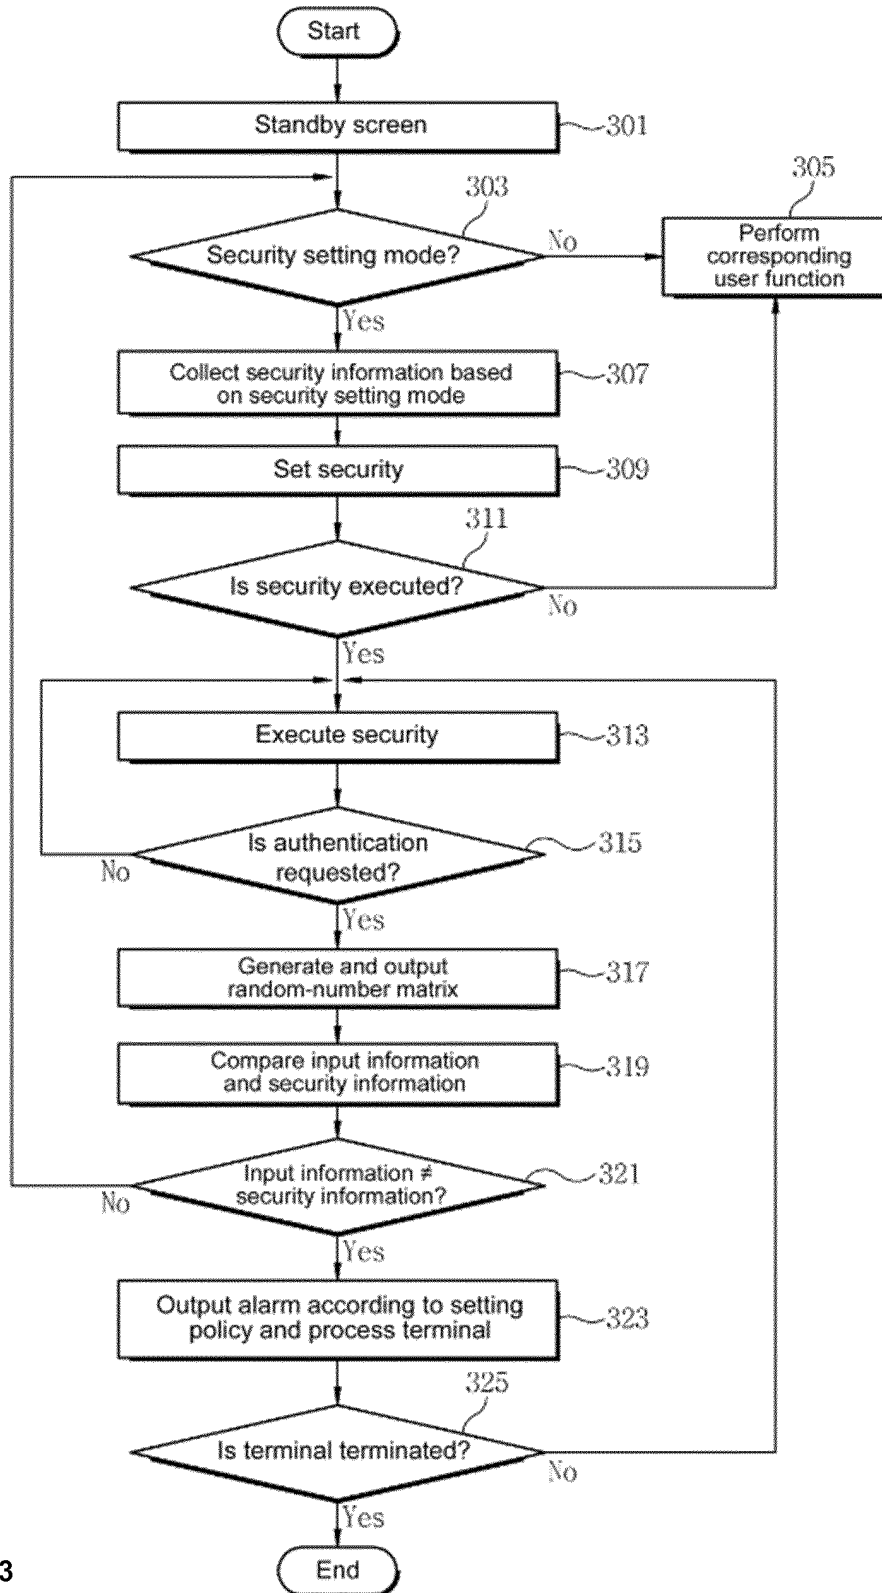 Start
Standby screen
301
303
305
Security setting mode?
No
Perform
corresponding
user function
Yes
Collect security information based
on security setting mode
307
Set security
309
311
Is security executed?
No
Yes
Execute security
313
Is authentication
requested?
315
No
Yes
Generate and output
random-number matrix
317
Compare input information
and security information
319
Input information ≠
security information?
321
No
Yes
Output alarm according to setting
policy and process terminal
323
325
Is terminal terminated?
No
Yes
End
3